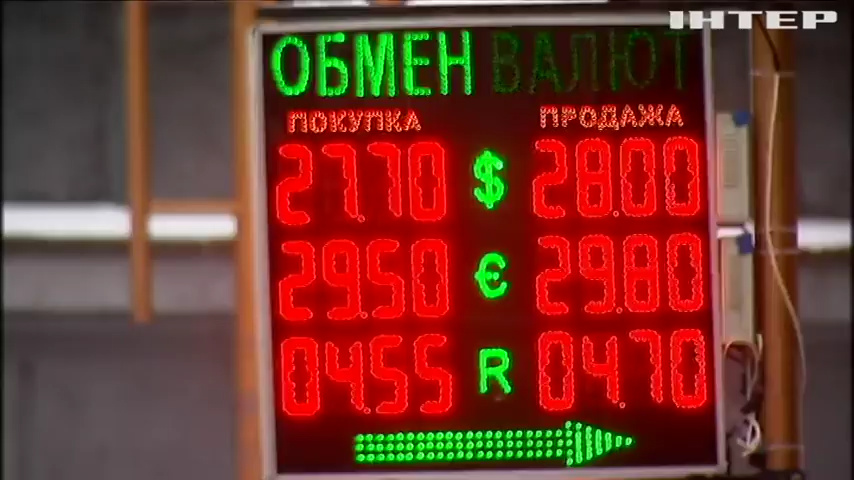 ІНТЕР
ОБМЕН ВАЛЮТ
ПОКУПКА ПРОДАЖА
27.70 $ 28.00
29.50 € 29.80
04.55 R 04.70